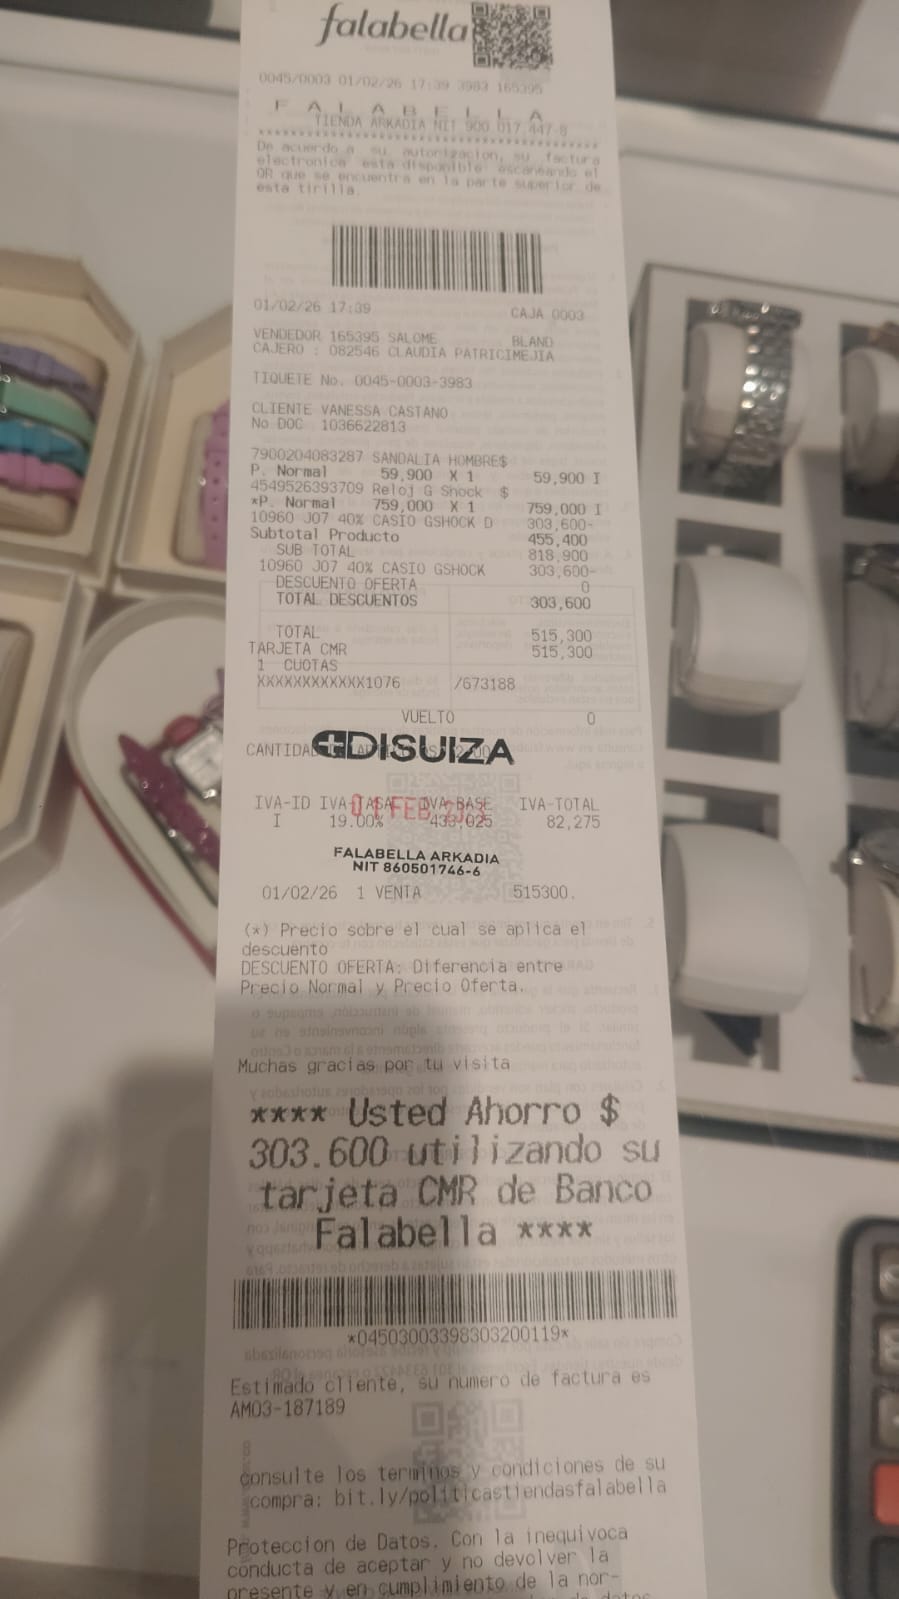 falabella
0045/0003 01/02/26 17:39 3983 165395
F A L A B E L L A
TIENDA ARKADIA NIT 900 017 447-8
De acuerdo a su autorizacion, su factura
electronica esta disponible escaneando el
QR que se encuentra en la parte superior de
esta tirilla.
01/02/26 17:39 CAJA 0003
VENDEDOR 165395 SALOME BLAND
CAJERO : 082546 CLAUDIA PATRICIMEJIA
TIQUETE No. 0045-0003-3983
CLIENTE VANESSA CASTANO
No DOC 1036622813
7900204083287 SANDALIA HOMBRE$
P. Normal 59,900 X 1 59,900 I
4549526393709 Reloj G Shock $
*P. Normal 759,000 X 1 759,000 I
10960 J07 40% CASIO GSHOCK D 303,600-
Subtotal Producto 455,400
SUB TOTAL 818,900
10960 J07 40% CASIO GSHOCK 303,600-
DESCUENTO OFERTA 0
TOTAL DESCUENTOS 303,600
TOTAL 515,300
TARJETA CMR 515,300
1 CUOTAS
XXXXXXXXXXXX1076 /673188
VUELTO 0
DISUIZA
IVA-ID IVA-TASA IVA-BASE IVA-TOTAL
01 FEB
I 19.00% 433,025 82,275
FALABELLA ARKADIA
NIT 860501746-6
01/02/26 1 VENTA 515300.
(*) Precio sobre el cual se aplica el
descuento
DESCUENTO OFERTA: Diferencia entre
Precio Normal y Precio Oferta.
Muchas gracias por tu visita
**** Usted Ahorro $
303.600 utilizando su
tarjeta CMR de Banco
Falabella ****
*04503003398303200119*
Estimado cliente, su numero de factura es
AM03-187189
consulte los terminos y condiciones de su
compra: bit.ly/politicastiendasfalabella
Proteccion de Datos. Con la inequivoca
conducta de aceptar y no devolver la
presente y en cumplimiento de la nor-